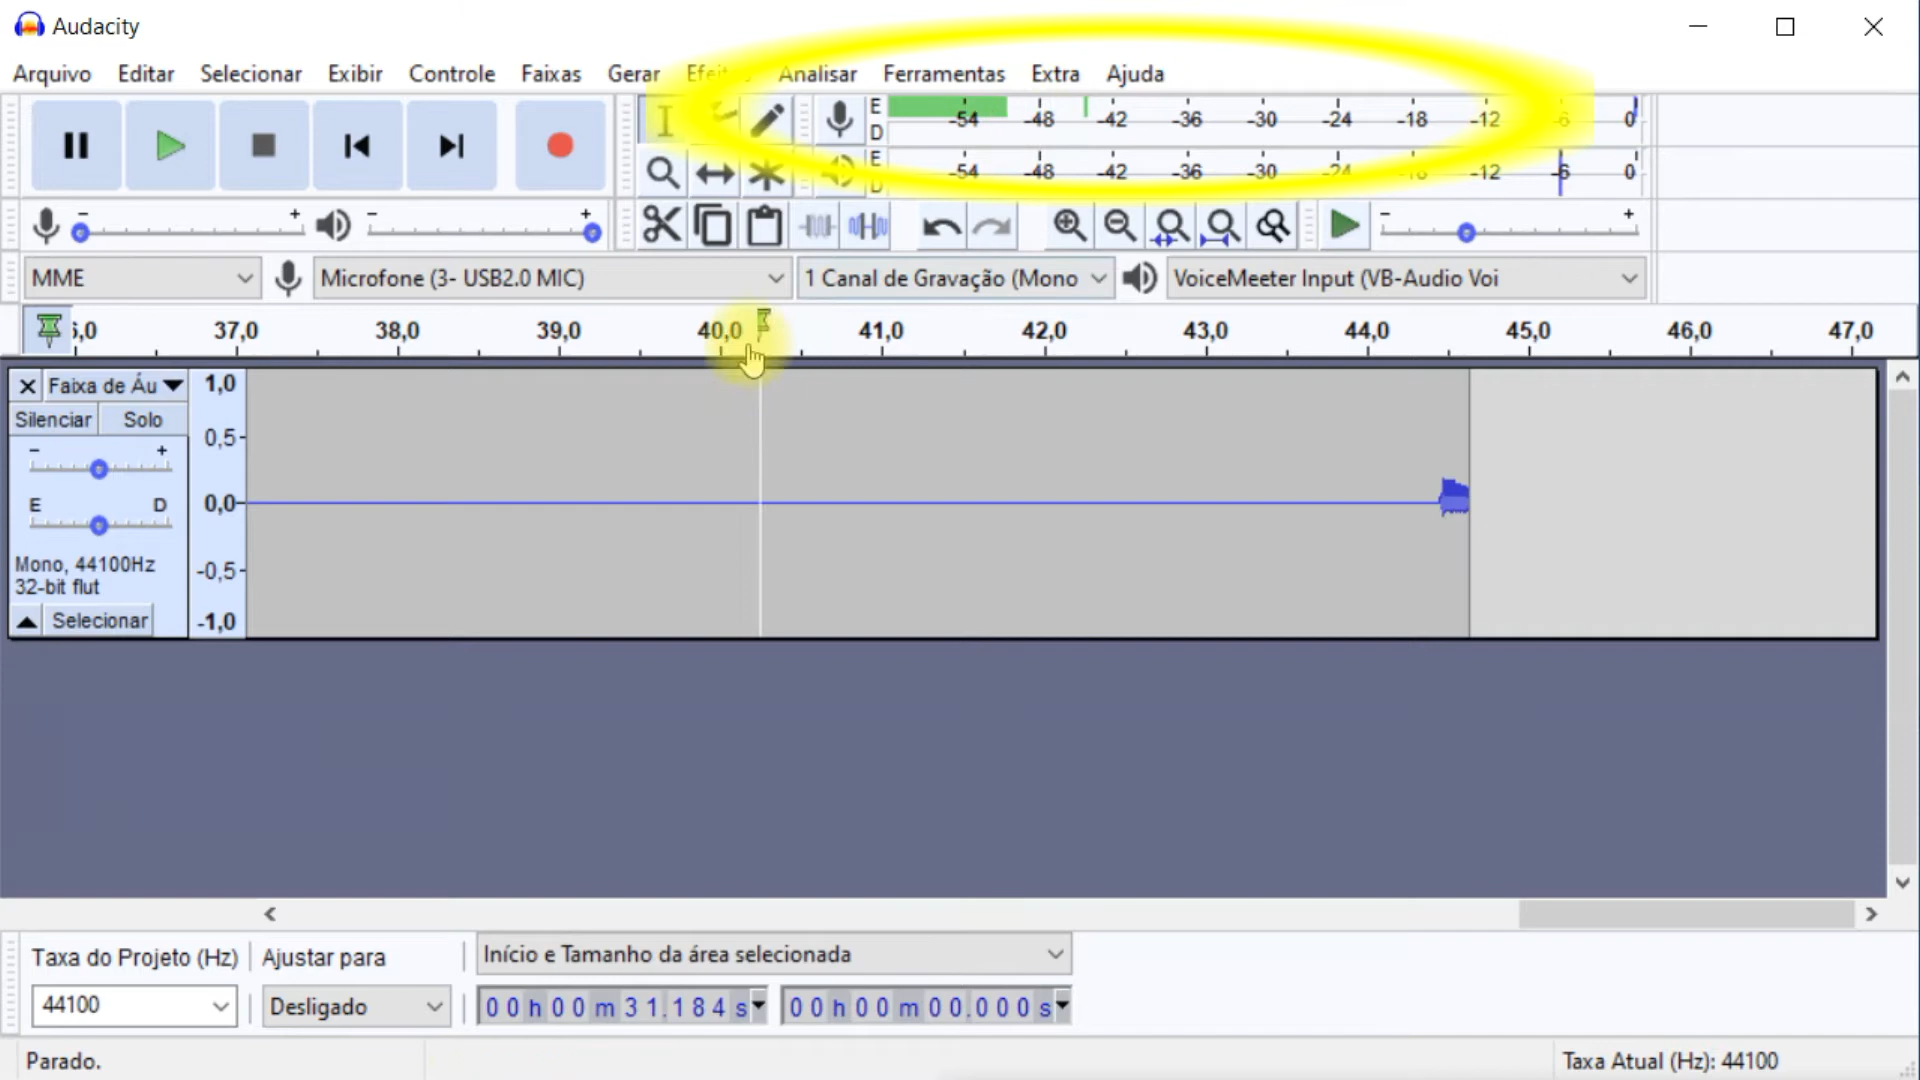 Audacity
Arquivo Editar Selecionar Exibir Controle Faixas Gerar Efeitos Analisar Ferramentas Extra Ajuda
E -54 -48 -42 -36 -30 -24 -18 -12 -6 0
D
E -54 -48 -42 -36 -30 -24 -18 -12 -6 0
D
- + - + - +
MME Microfone (3- USB2.0 MIC) 1 Canal de Gravação (Mono VoiceMeeter Input (VB-Audio Voi
37,0 38,0 39,0 40,0 41,0 42,0 43,0 44,0 45,0 46,0 47,0
Faixa de Áu 1,0
Silenciar Solo
0,5
- +
E D 0,0
Mono, 44100Hz -0,5
32-bit flut
Selecionar -1,0
Taxa do Projeto (Hz) Ajustar para Início e Tamanho da área selecionada
44100 Desligado 00h00m31.184s 00h00m00.000s
Parado. Taxa Atual (Hz): 44100